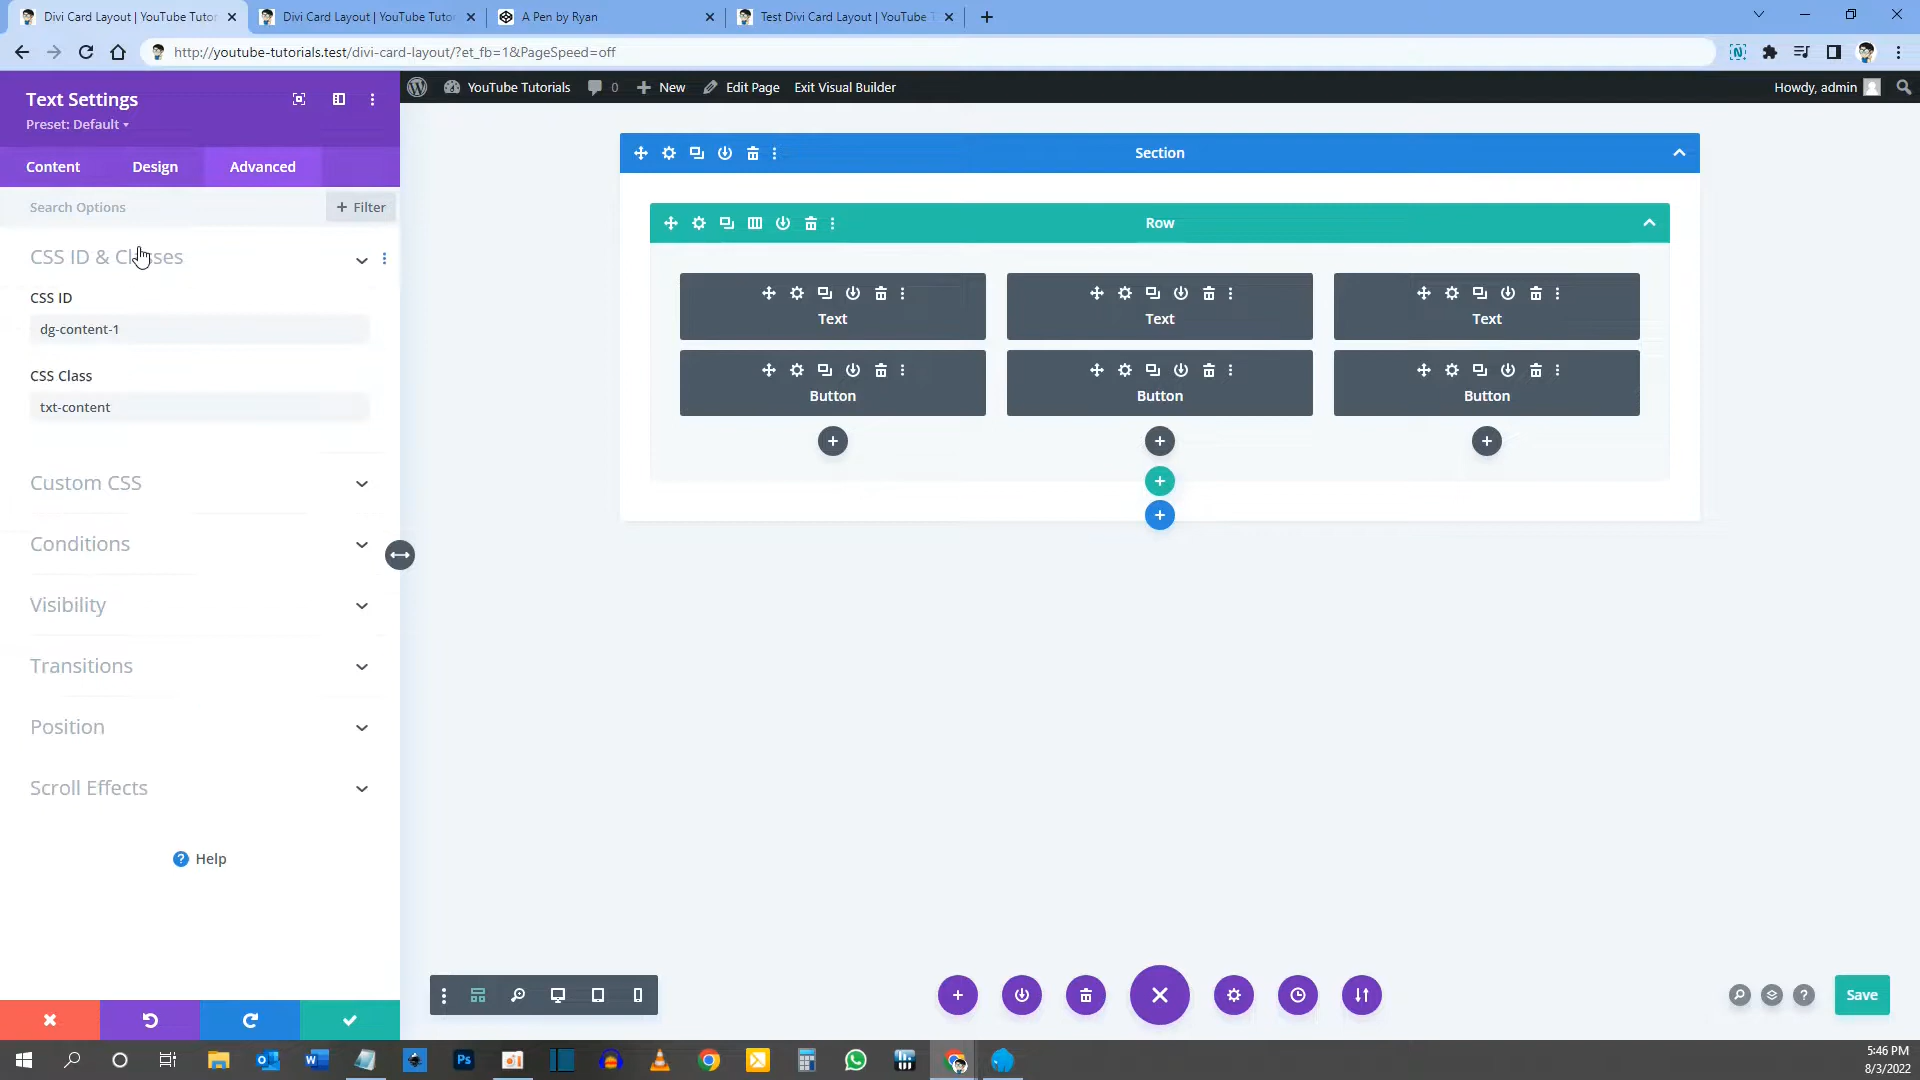 Divi Card Layout | YouTube Tutor
Divi Card Layout | YouTube Tuto
A Pen by Ryan
Test Divi Card Layout | YouTube T
http://youtube-tutorials.test/divi-card-layout/?et_fb=1&PageSpeed=off
Text Settings
Preset: Default
YouTube Tutorials
0
New
Edit Page
Exit Visual Builder
Howdy, admin
Content
Design
Advanced
Search Options
+ Filter
CSS ID & Classes
CSS ID
dg-content-1
CSS Class
txt-content
Custom CSS
Conditions
Visibility
Transitions
Position
Scroll Effects
Help
Section
Row
Text
Text
Text
Button
Button
Button
Save
5:46 PM
8/3/2022